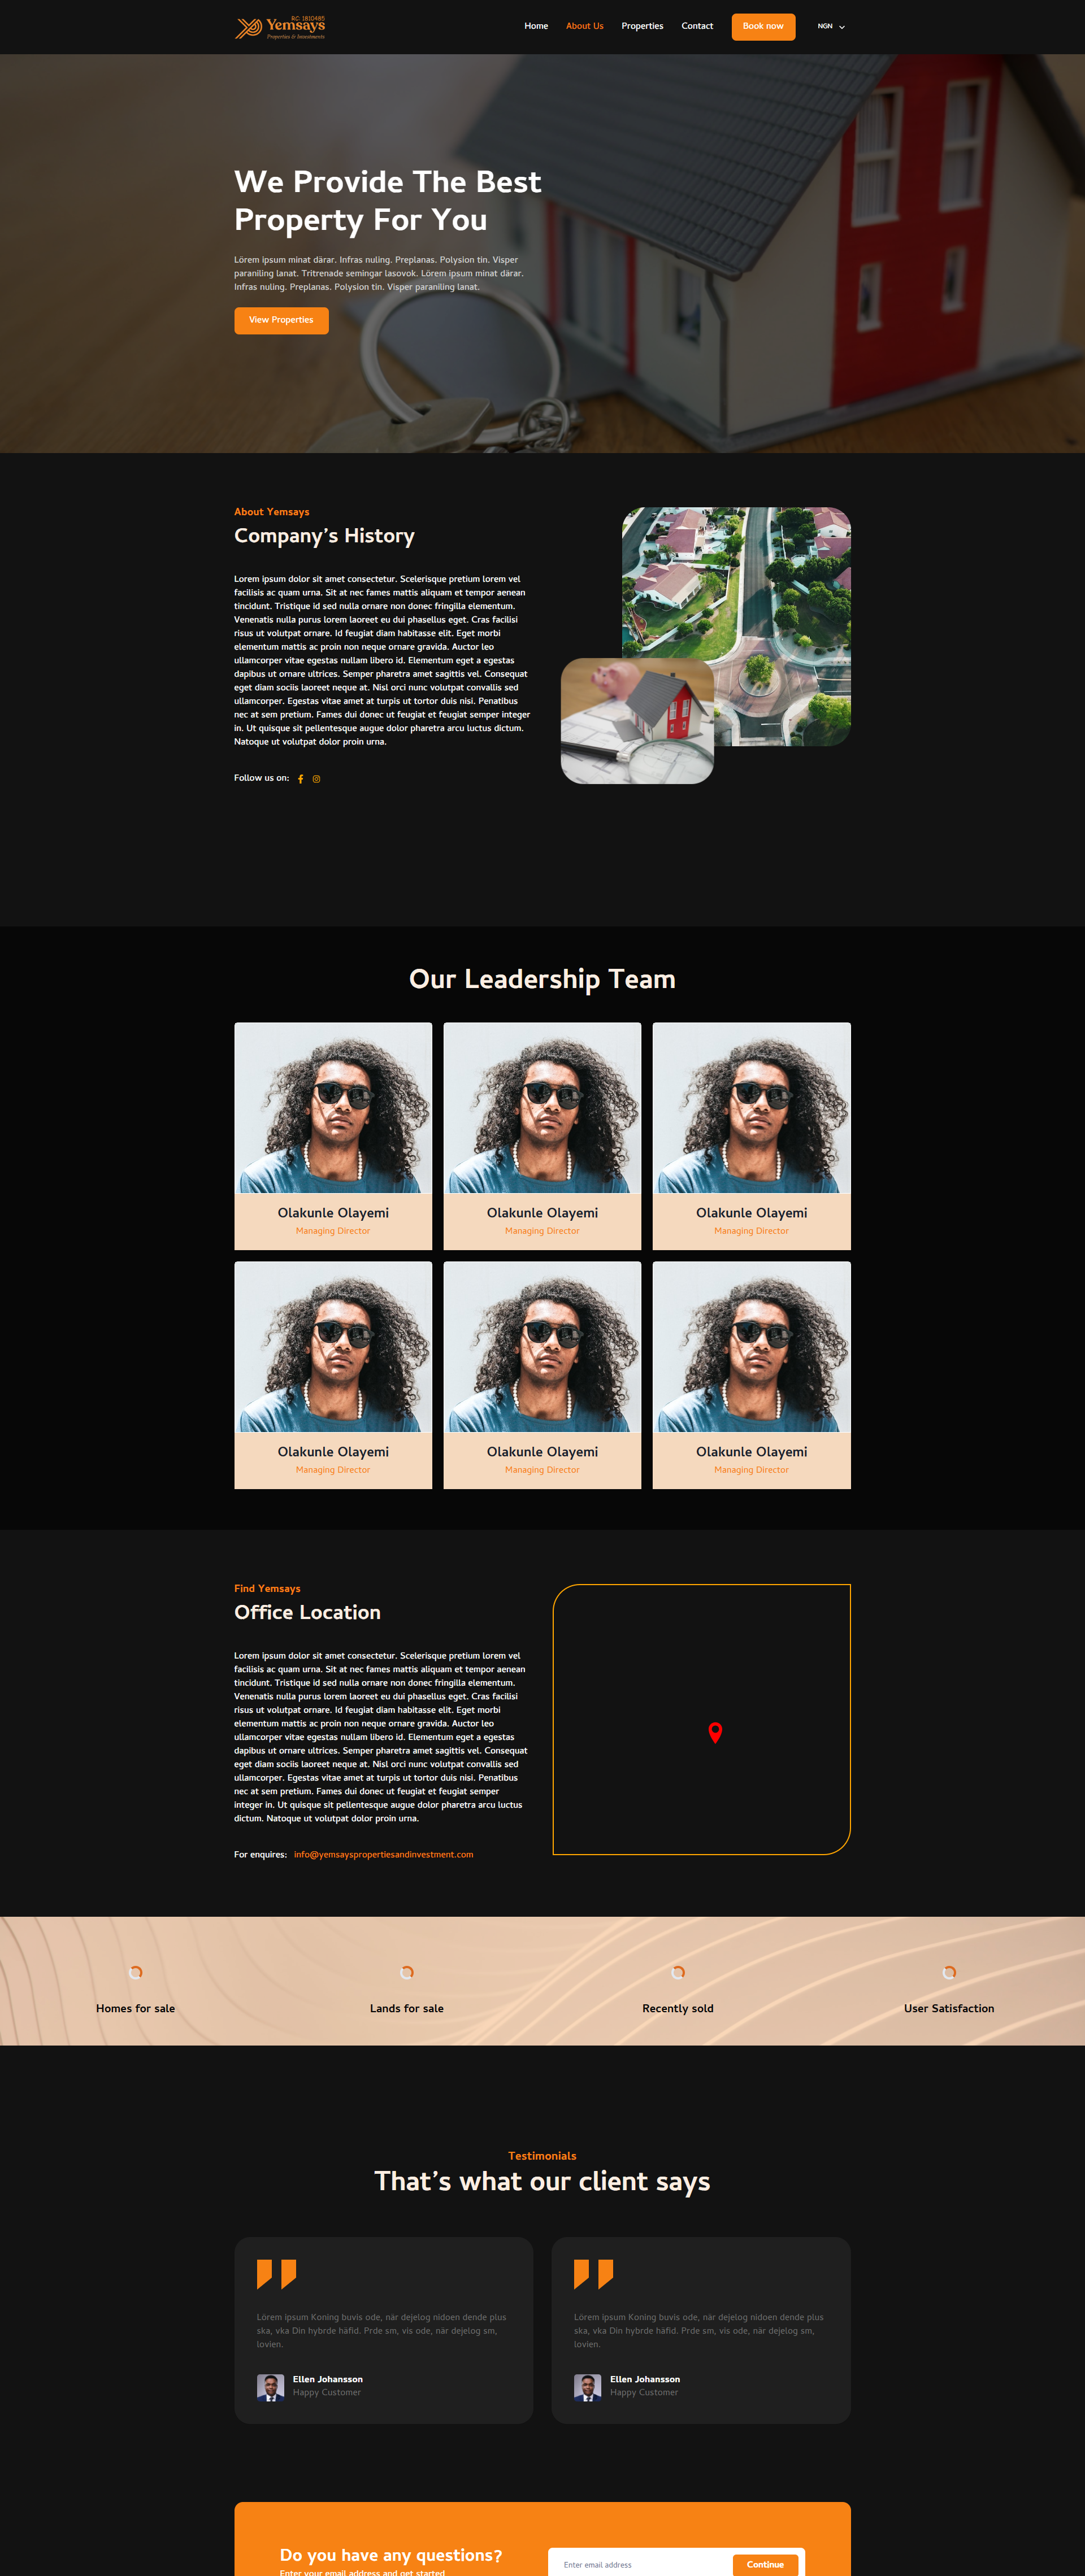 RC 1810485
Yemsays
Properties & Investments
Home
About Us
Properties
Contact
Book now
NGN
We Provide The Best
Property For You
Lörem ipsum minat därar. Infras nuling. Preplanas. Polysion tin. Visper
paraniling lanat. Tritrenade semingar lasovok. Lörem ipsum minat därar.
Infras nuling. Preplanas. Polysion tin. Visper paraniling lanat.
View Properties
About Yemsays
Company’s History
Lorem ipsum dolor sit amet consectetur. Scelerisque pretium lorem vel
facilisis ac quam urna. Sit at nec fames mattis aliquam et tempor aenean
tincidunt. Tristique id sed nulla ornare non donec fringilla elementum.
Venenatis nulla purus lorem laoreet eu dui phasellus eget. Cras facilisi
risus ut volutpat ornare. Id feugiat diam habitasse elit. Eget morbi
elementum mattis ac proin non neque ornare gravida. Auctor leo
ullamcorper vitae egestas nullam libero id. Elementum eget a egestas
dapibus ut ornare ultrices. Semper pharetra amet sagittis vel. Consequat
eget diam sociis laoreet neque at. Nisl orci nunc volutpat convallis sed
ullamcorper. Egestas vitae amet at turpis ut tortor duis nisi. Penatibus
nec at sem pretium. Fames dui donec ut feugiat et feugiat semper integer
in. Ut quisque sit pellentesque augue dolor pharetra arcu luctus dictum.
Natoque ut volutpat dolor proin urna.
Follow us on:
Our Leadership Team
Olakunle Olayemi
Managing Director
Olakunle Olayemi
Managing Director
Olakunle Olayemi
Managing Director
Olakunle Olayemi
Managing Director
Olakunle Olayemi
Managing Director
Olakunle Olayemi
Managing Director
Find Yemsays
Office Location
Lorem ipsum dolor sit amet consectetur. Scelerisque pretium lorem vel
facilisis ac quam urna. Sit at nec fames mattis aliquam et tempor aenean
tincidunt. Tristique id sed nulla ornare non donec fringilla elementum.
Venenatis nulla purus lorem laoreet eu dui phasellus eget. Cras facilisi
risus ut volutpat ornare. Id feugiat diam habitasse elit. Eget morbi
elementum mattis ac proin non neque ornare gravida. Auctor leo
ullamcorper vitae egestas nullam libero id. Elementum eget a egestas
dapibus ut ornare ultrices. Semper pharetra amet sagittis vel. Consequat
eget diam sociis laoreet neque at. Nisl orci nunc volutpat convallis sed
ullamcorper. Egestas vitae amet at turpis ut tortor duis nisi. Penatibus
nec at sem pretium. Fames dui donec ut feugiat et feugiat semper
integer in. Ut quisque sit pellentesque augue dolor pharetra arcu luctus
dictum. Natoque ut volutpat dolor proin urna.
For enquires: info@yemsayspropertiesandinvestment.com
Homes for sale
Lands for sale
Recently sold
User Satisfaction
Testimonials
That’s what our client says
Lörem ipsum Koning buvis ode, när dejelog nidoen dende plus
ska, vka Din hybrde häfid. Prde sm, vis ode, när dejelog sm,
lovien.
Ellen Johansson
Happy Customer
Lörem ipsum Koning buvis ode, när dejelog nidoen dende plus
ska, vka Din hybrde häfid. Prde sm, vis ode, när dejelog sm,
lovien.
Ellen Johansson
Happy Customer
Do you have any questions?
Enter your email address and get started
Enter email address
Continue